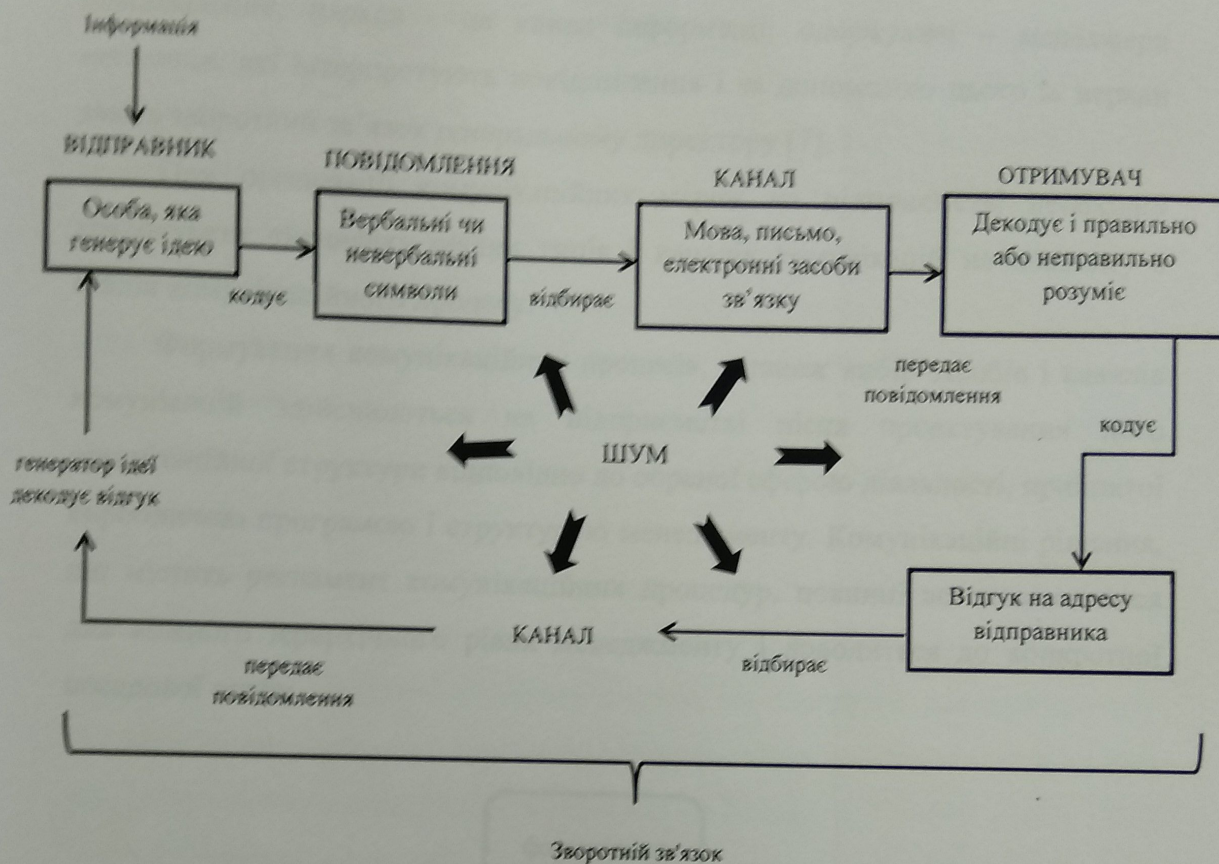 Інформація
ВІДПРАВНИК
ПОВІДОМЛЕННЯ
КАНАЛ
ОТРИМУВАЧ
Особа, яка
генерує ідею
кодує
Вербальні чи
невербальні
символи
відбирає
Мова, письмо,
електронні засоби
зв'язку
Декодує і правильно
або неправильно
розуміє
передає
повідомлення
кодує
ШУМ
генератор ідеї
декодує відгук
Відгук на адресу
відправника
відбирає
КАНАЛ
передає
повідомлення
Зворотній зв'язок